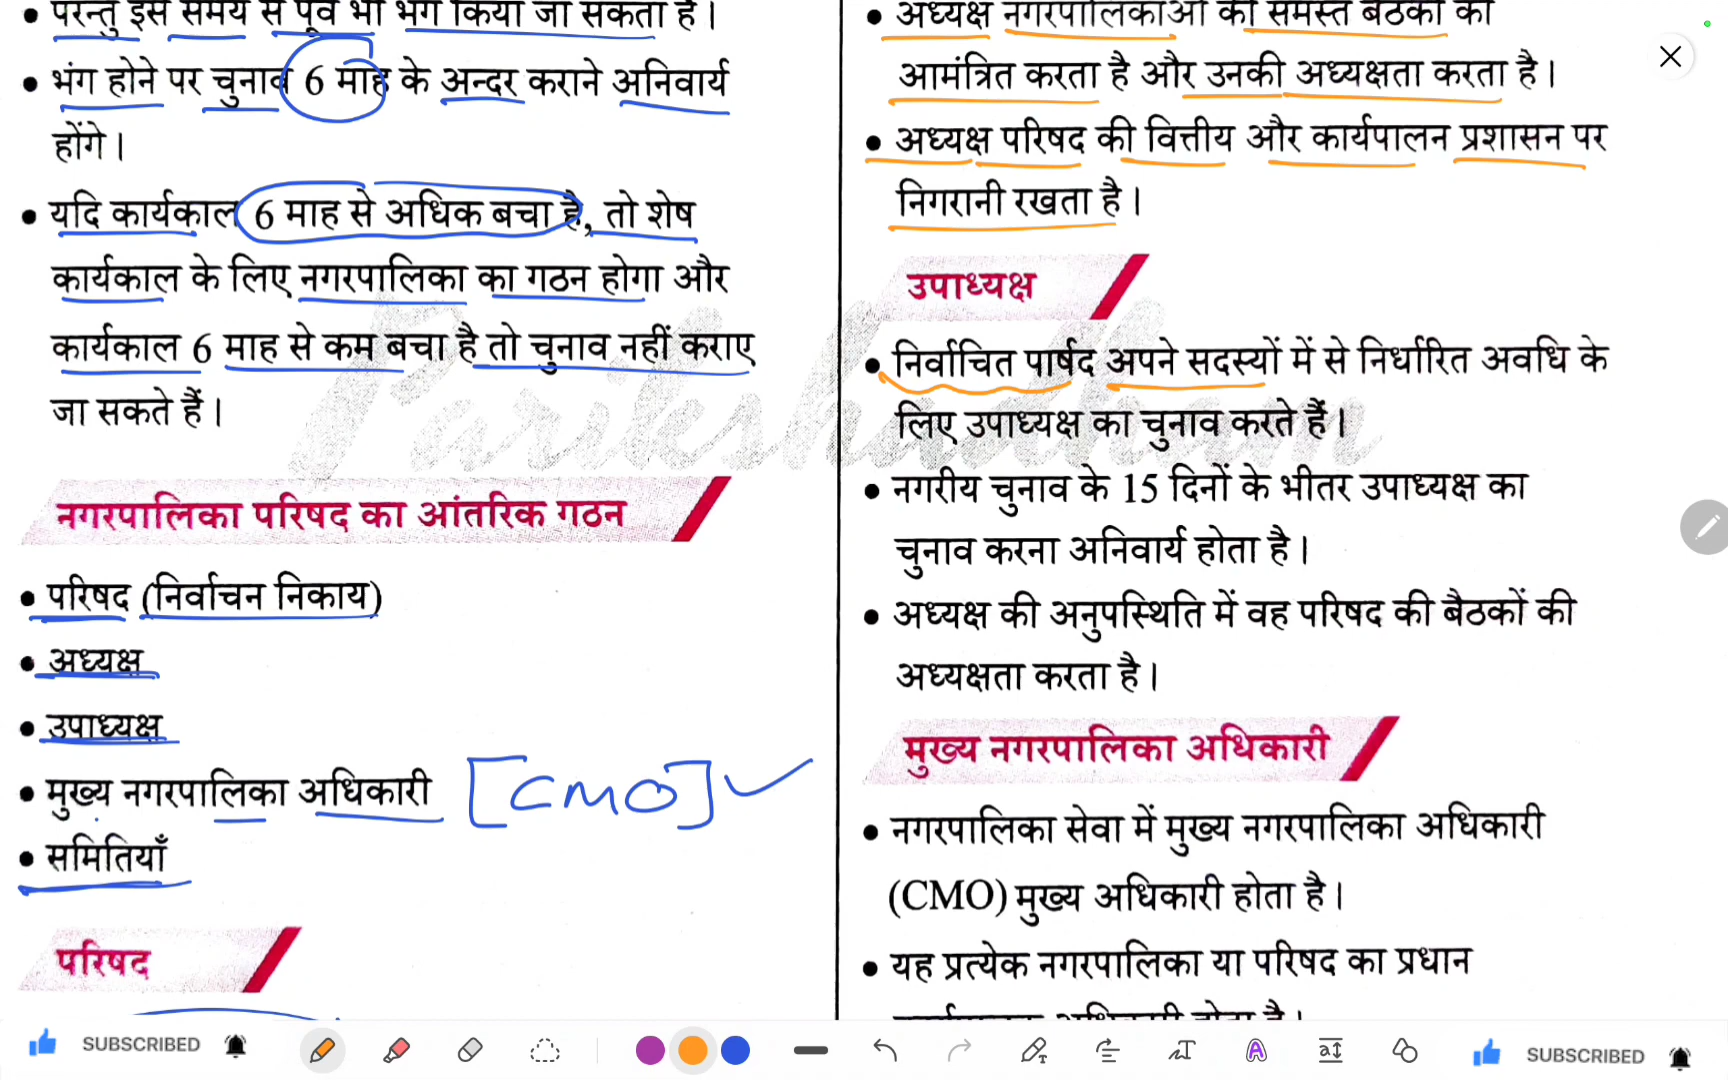 • परन्तु इस समय से पूर्व भी भंग किया जा सकता है।
• भंग होने पर चुनाव 6 माह के अन्दर कराने अनिवार्य
होंगे।
• यदि कार्यकाल 6 माह से अधिक बचा है, तो शेष
कार्यकाल के लिए नगरपालिका का गठन होगा और
कार्यकाल 6 माह से कम बचा है तो चुनाव नहीं कराए
जा सकते हैं।
नगरपालिका परिषद का आंतरिक गठन
• परिषद (निर्वाचन निकाय)
• अध्यक्ष
• उपाध्यक्ष
• मुख्य नगरपालिका अधिकारी [CMO]
• समितियाँ
परिषद
• अध्यक्ष नगरपालिकाओं की समस्त बैठकों को
आमंत्रित करता है और उनकी अध्यक्षता करता है।
• अध्यक्ष परिषद की वित्तीय और कार्यपालन प्रशासन पर
निगरानी रखता है।
उपाध्यक्ष
• निर्वाचित पार्षद अपने सदस्यों में से निर्धारित अवधि के
लिए उपाध्यक्ष का चुनाव करते हैं।
• नगरीय चुनाव के 15 दिनों के भीतर उपाध्यक्ष का
चुनाव करना अनिवार्य होता है।
• अध्यक्ष की अनुपस्थिति में वह परिषद की बैठकों की
अध्यक्षता करता है।
मुख्य नगरपालिका अधिकारी
• नगरपालिका सेवा में मुख्य नगरपालिका अधिकारी
(CMO) मुख्य अधिकारी होता है।
• यह प्रत्येक नगरपालिका या परिषद का प्रधान
कार्यपालन अधिकारी होता है।
Parikshadham
SUBSCRIBED
SUBSCRIBED